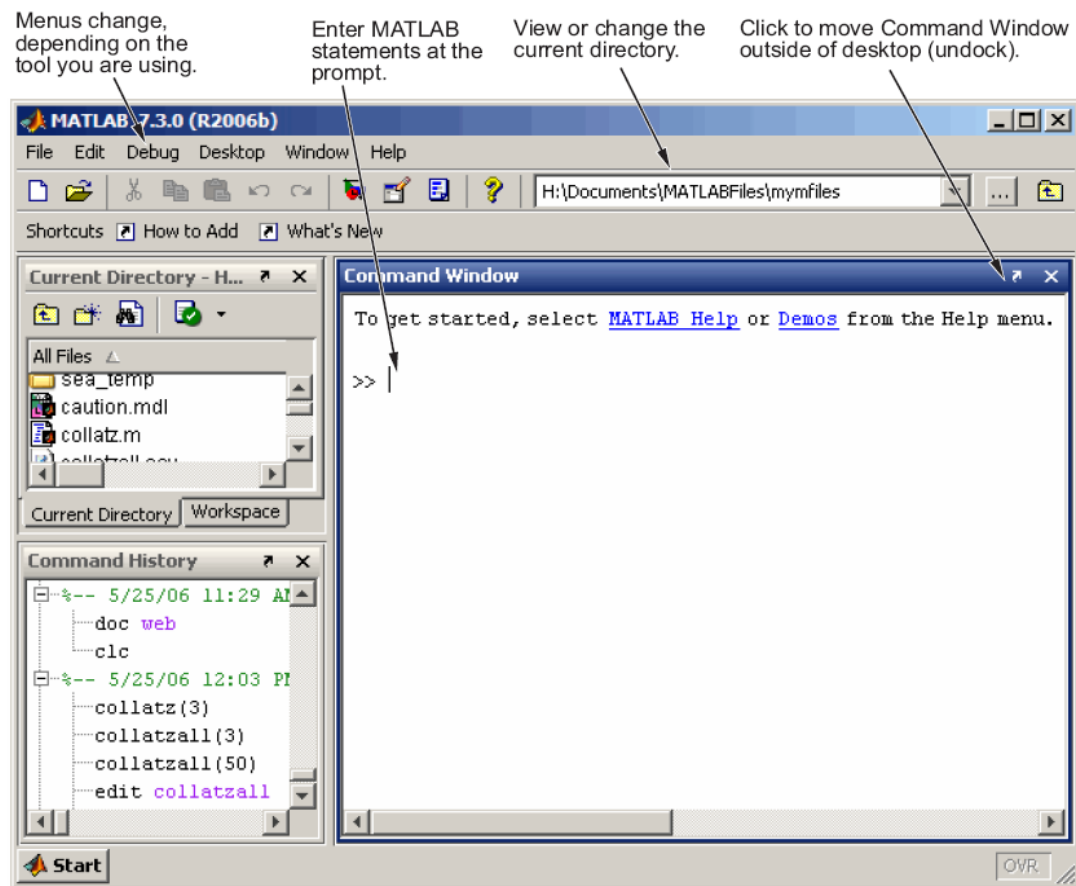 Menus change,
depending on the
tool you are using.
Enter MATLAB
statements at the
prompt.
View or change the
current directory.
Click to move Command Window
outside of desktop (undock).
MATLAB 7.3.0 (R2006b)
File Edit Debug Desktop Window Help
H:\Documents\MATLABFiles\mymfiles
...
Shortcuts How to Add What's New
Current Directory - H...
All Files
sea_temp
caution.mdl
collatz.m
Current Directory Workspace
Command History
%-- 5/25/06 11:29 AM
doc web
clc
%-- 5/25/06 12:03 PM
collatz(3)
collatzall(3)
collatzall(50)
edit collatzall
Command Window
To get started, select MATLAB Help or Demos from the Help menu.
>>
Start
OVR